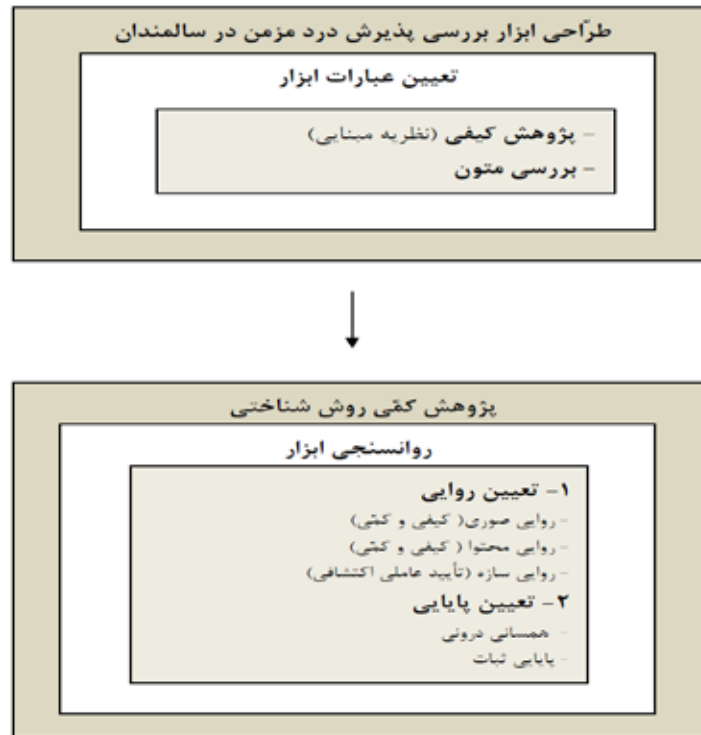 طرّاحی ابزار بررسی پذیرش درد مزمن در سالمندان
تعیین عبارات ابزار
- پژوهش کیفی (نظریه مبنایی)
- بررسی متون
پژوهش کمّی روش شناختی
روانسنجی ابزار
۱- تعیین روایی
- روایی صوری( کیفی و کمّی)
- روایی محتوا ( کیفی و کمّی)
- روایی سازه (تأیید عاملی اکتشافی)
۲- تعیین پایایی
- همسانی درونی
- پایایی ثبات